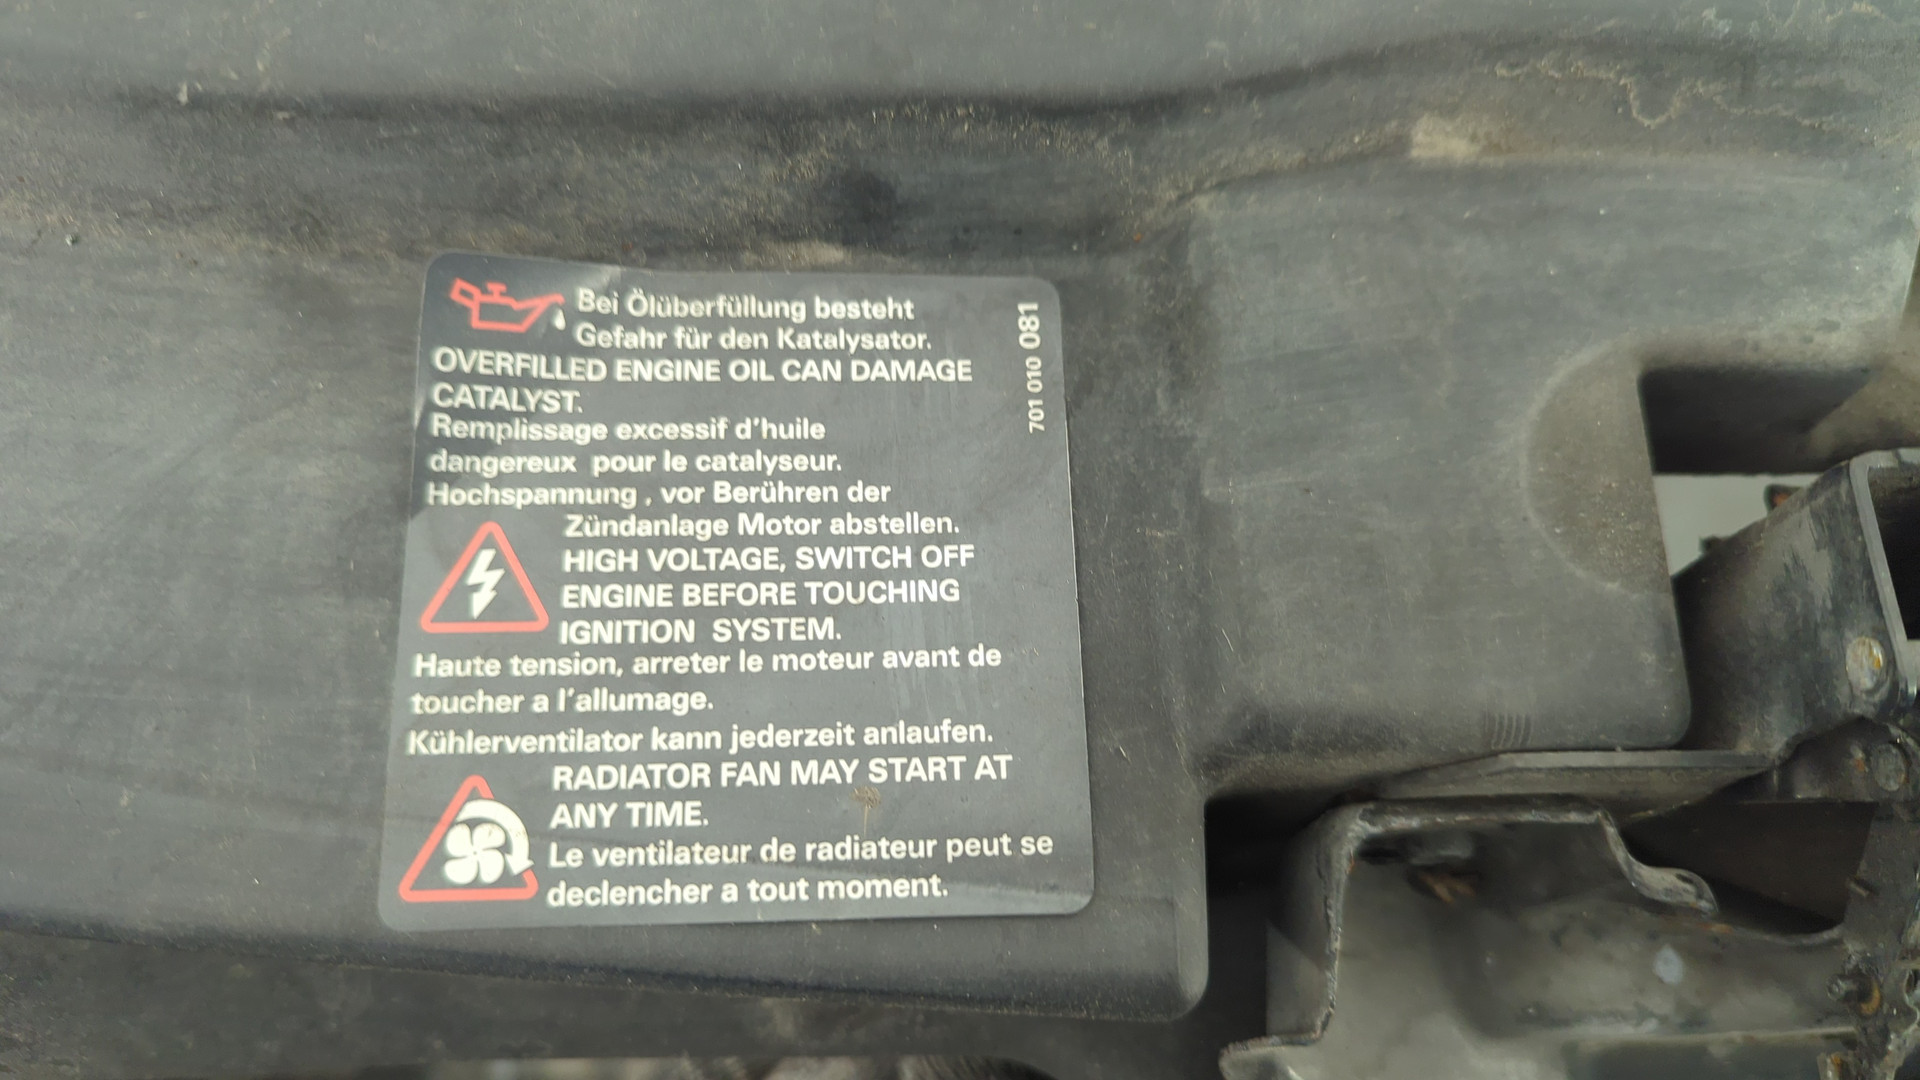 Bei Ölüberfüllung besteht
Gefahr für den Katalysator.
OVERFILLED ENGINE OIL CAN DAMAGE
CATALYST.
Remplissage excessif d'huile
dangereux pour le catalyseur.
Hochspannung , vor Berühren der
Zündanlage Motor abstellen.
HIGH VOLTAGE, SWITCH OFF
ENGINE BEFORE TOUCHING
IGNITION SYSTEM.
Haute tension, arreter le moteur avant de
toucher a l'allumage.
Kühlerventilator kann jederzeit anlaufen.
RADIATOR FAN MAY START AT
ANY TIME.
Le ventilateur de radiateur peut se
declencher a tout moment.
701 010 081